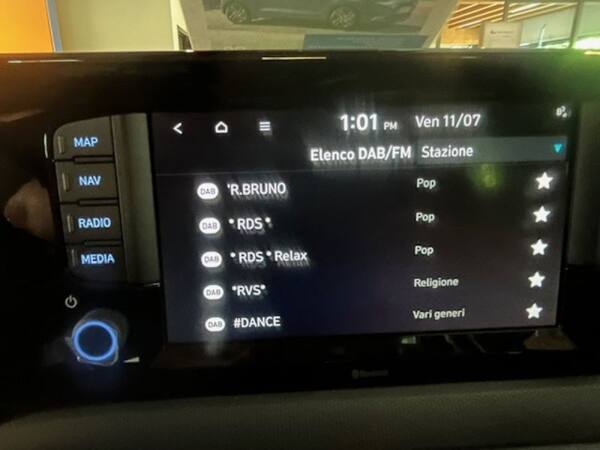 1:01 PM Ven 11/07
Elenco DAB/FM Stazione
MAP
NAV
RADIO
MEDIA
DAB 'R.BRUNO Pop
DAB *RDS* Pop
DAB *RDS*Relax Pop
DAB *RVS* Religione
DAB #DANCE Vari generi
Bluetooth